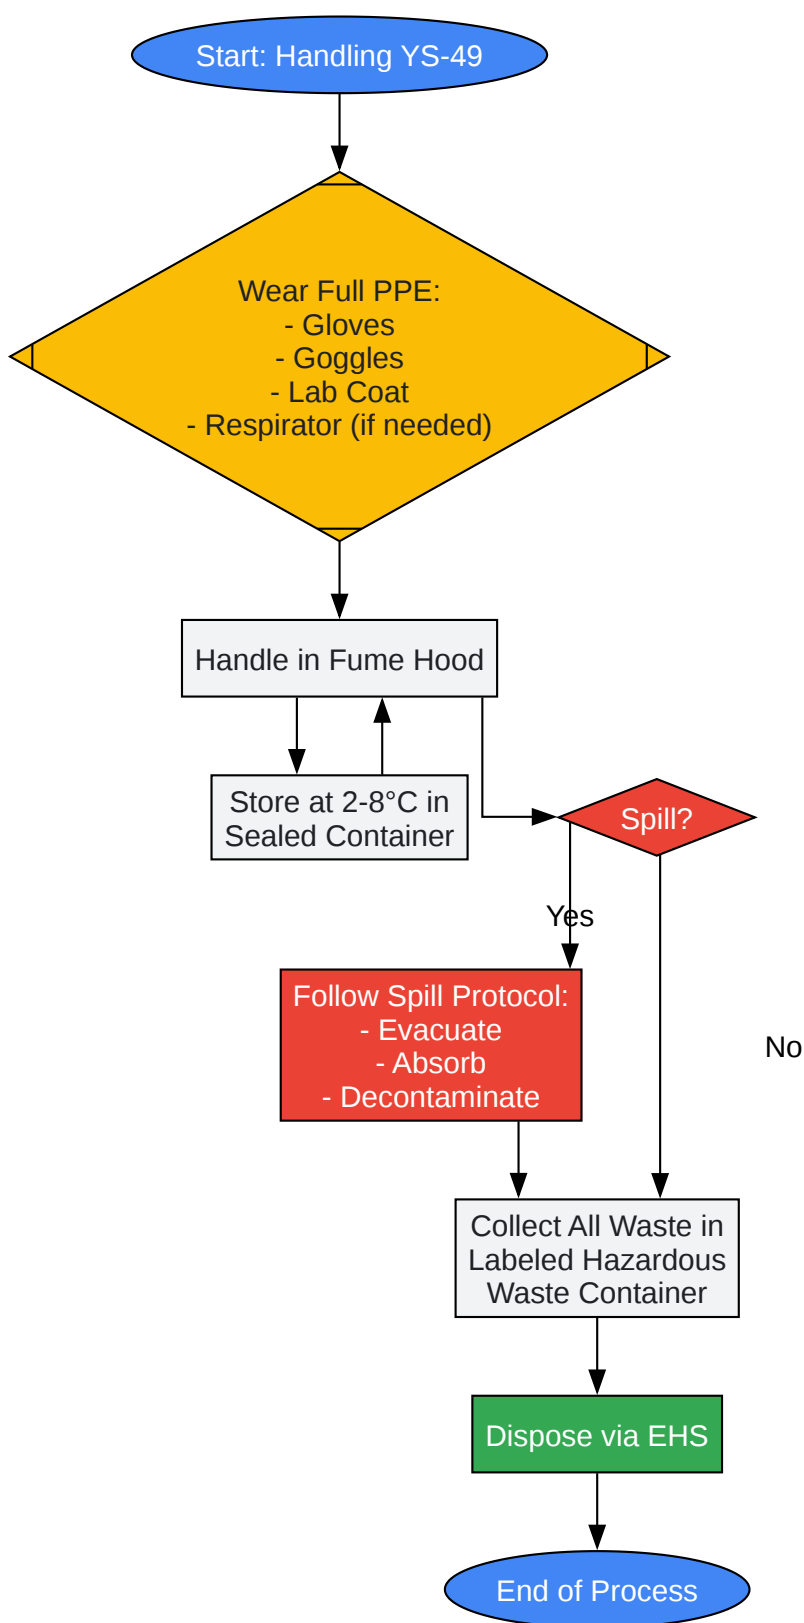 Start: Handling YS-49
Wear Full PPE:
- Gloves
- Goggles
- Lab Coat
- Respirator (if needed)
Handle in Fume Hood
Store at 2-8°C in
Sealed Container
Spill?
Yes
Follow Spill Protocol:
- Evacuate
- Absorb
- Decontaminate
No
Collect All Waste in
Labeled Hazardous
Waste Container
Dispose via EHS
End of Process